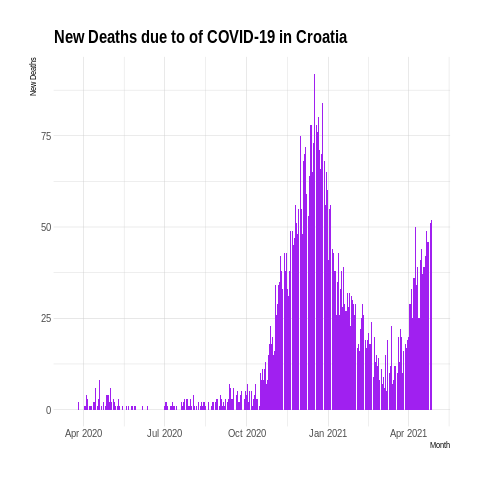 New Deaths due to of COVID-19 in Croatia
New Deaths
75
50
25
0
Apr 2020 Jul 2020 Oct 2020 Jan 2021 Apr 2021
Month